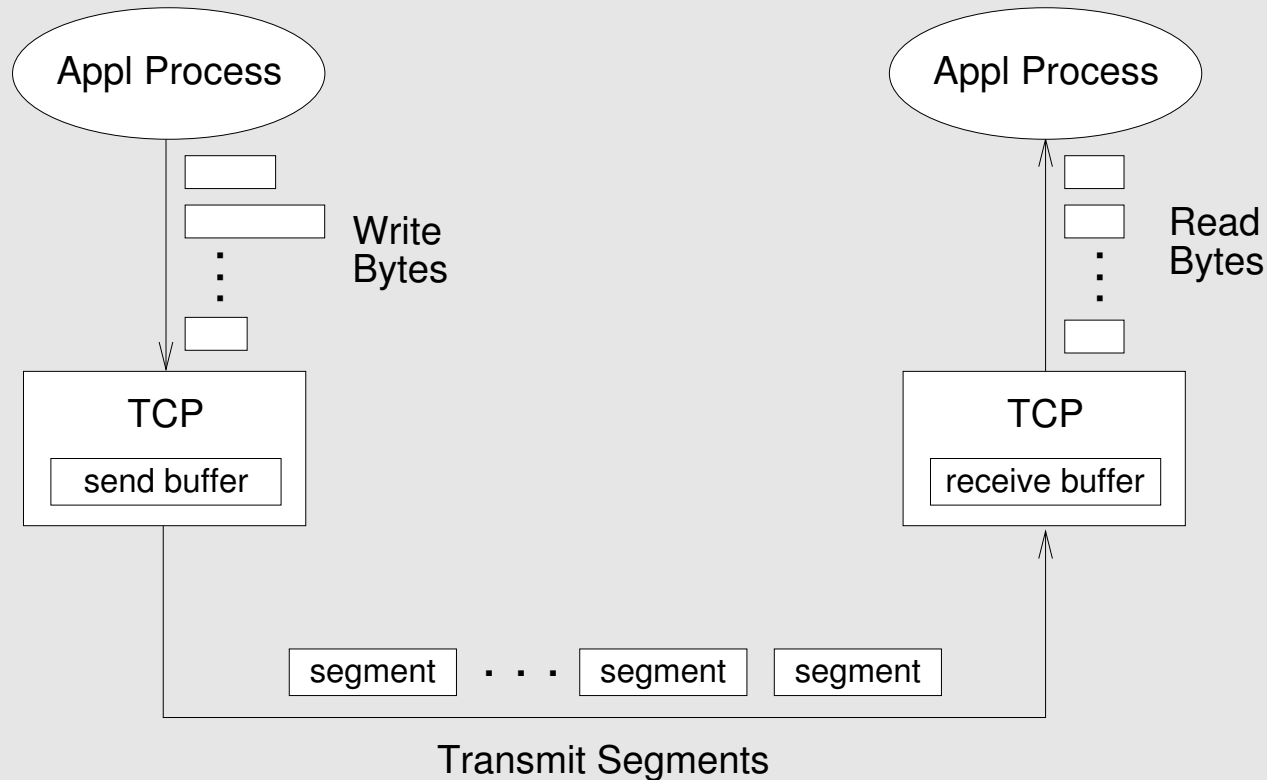 Appl Process
Appl Process
Write
Bytes
Read
Bytes
TCP
send buffer
TCP
receive buffer
segment . . . segment segment
Transmit Segments